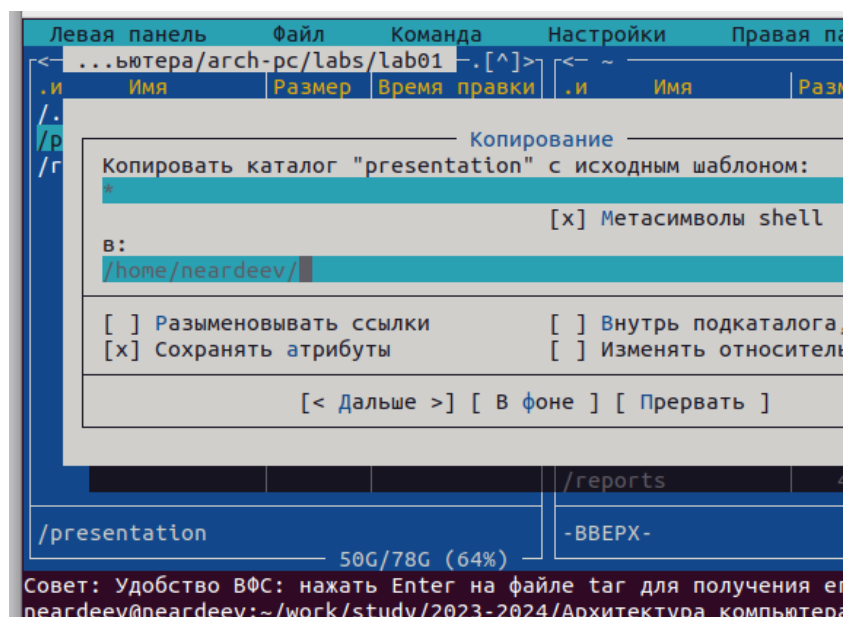 Левая панель Файл Команда Настройки Правая па
<— ...ьютера/arch-pc/labs/lab01 —.[^]> <— ~
.и Имя Размер Время правки .и Имя Разм
/.
/p
/r
Копирование
Копировать каталог "presentation" с исходным шаблоном:
*
[x] Метасимволы shell
в:
/home/neardeev/
[ ] Разыменовывать ссылки [ ] Внутрь подкаталога,
[x] Сохранять атрибуты [ ] Изменять относитель
[< Дальше >] [ В фоне ] [ Прервать ]
/reports 4
/presentation -ВВЕРХ-
50G/78G (64%)
Совет: Удобство ВФС: нажать Enter на файле tar для получения ег
neardeev@neardeev:~/work/study/2023-2024/Архитектура компьютера